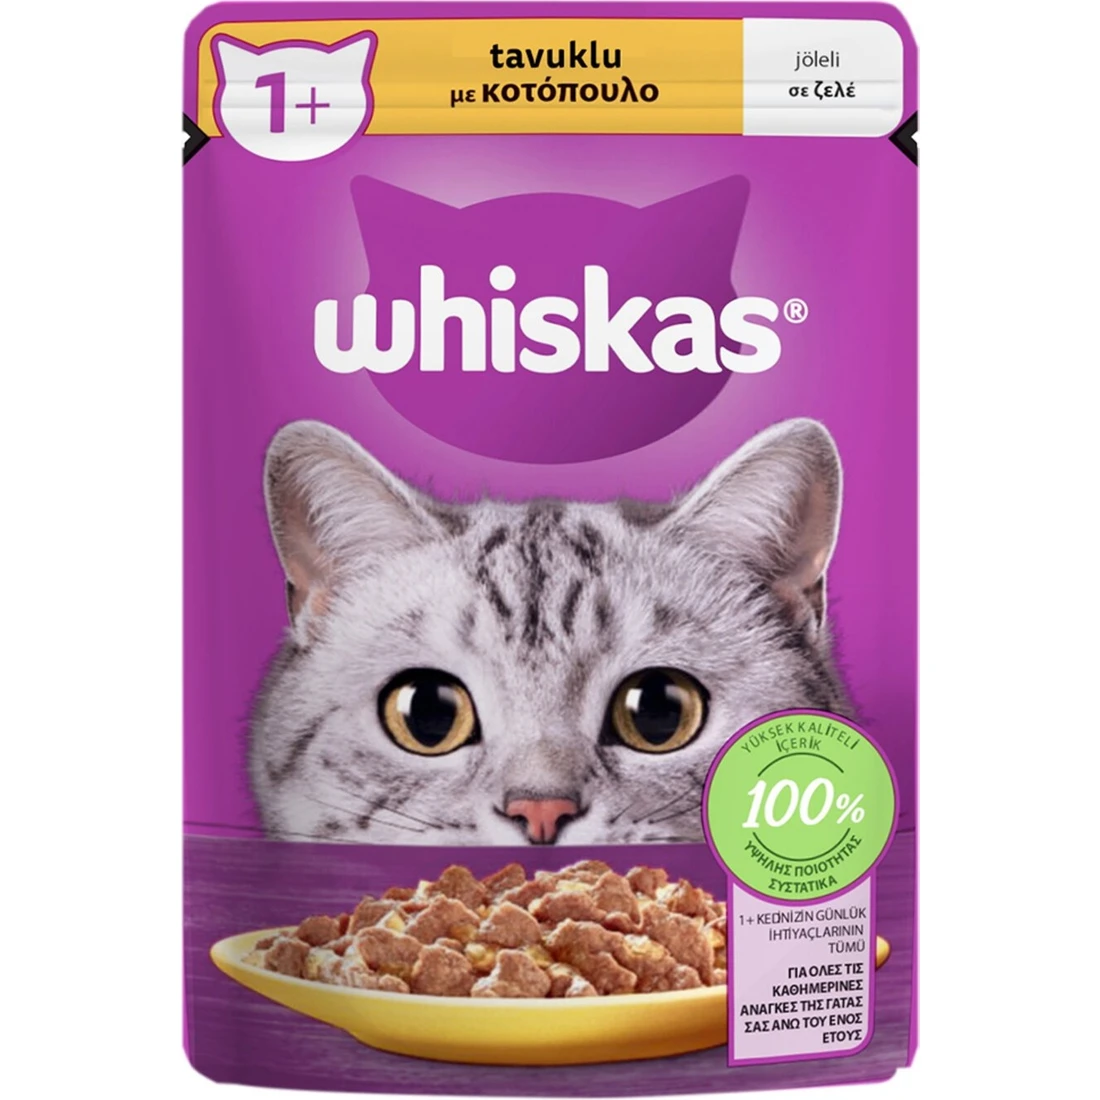 1+
tavuklu
με κοτόπουλο
jöleli
σε ζελέ
whiskas®
YÜKSEK KALİTELİ
İÇERİK
100%
ΥΨΗΛΗΣ ΠΟΙΟΤΗΤΑΣ
ΣΥΣΤΑΤΙΚΑ
1+ KEDİNİZİN GÜNLÜK
İHTİYAÇLARININ
TÜMÜ
ΓΙΑ ΟΛΕΣ ΤΙΣ
ΚΑΘΗΜΕΡΙΝΕΣ
ΑΝΑΓΚΕΣ ΤΗΣ ΓΑΤΑΣ
ΣΑΣ ΑΝΩ ΤΟΥ ΕΝΟΣ
ΕΤΟΥΣ